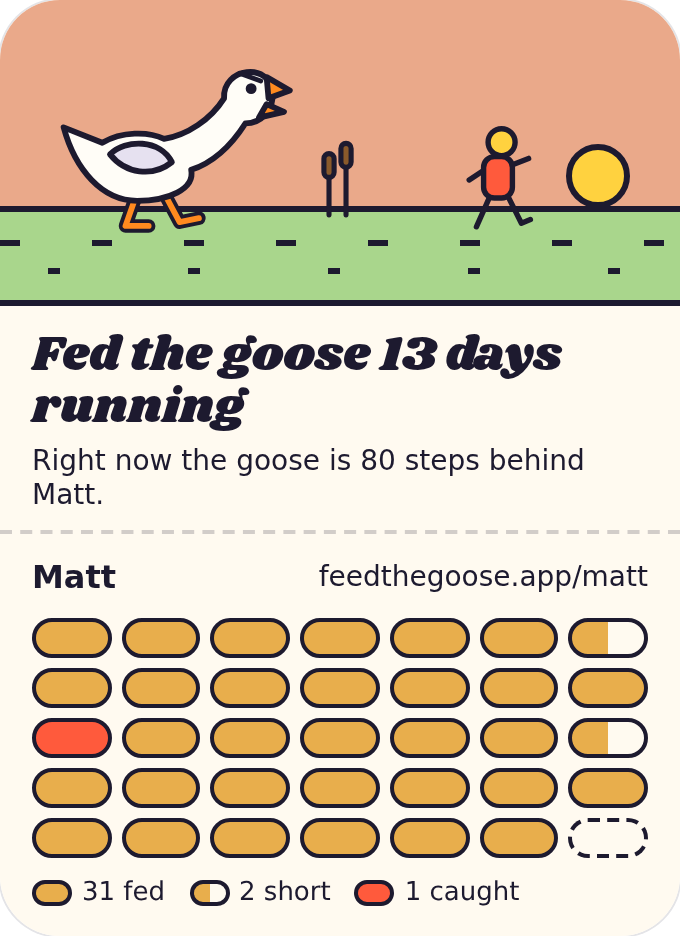 Fed the goose 13 days
running
Right now the goose is 80 steps behind
Matt.
Matt
feedthegoose.app/matt
31 fed
2 short
1 caught